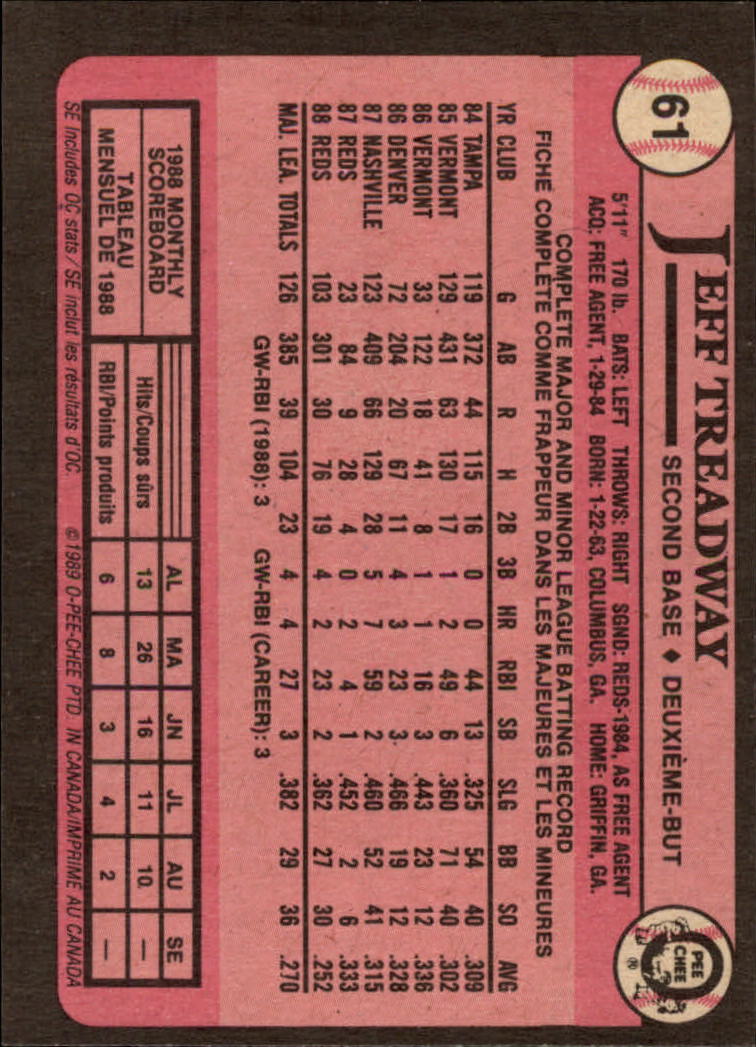 61
JEFF TREADWAY
SECOND BASE ♦ DEUXIÈME-BUT
PEE
CHEE
®
5'11" 170 lb. BATS: LEFT THROWS: RIGHT SGND: REDS-1984, AS FREE AGENT
ACQ: FREE AGENT, 1-29-84 BORN: 1-22-63, COLUMBUS, GA. HOME: GRIFFIN, GA.
COMPLETE MAJOR AND MINOR LEAGUE BATTING RECORD
FICHE COMPLÈTE COMME FRAPPEUR DANS LES MAJEURES ET LES MINEURES
YR CLUB G AB R H 2B 3B HR RBI SB SLG BB SO AVG
84 TAMPA 119 372 44 115 16 0 0 44 13 .325 54 40 .309
85 VERMONT 129 431 63 130 17 1 2 49 6 .360 71 40 .302
86 VERMONT 33 122 18 41 8 1 1 16 3 .443 23 12 .336
86 DENVER 72 204 20 67 11 4 3 23 3 .466 19 12 .328
87 NASHVILLE 123 409 66 129 28 5 7 59 2 .460 52 41 .315
87 REDS 23 84 9 28 4 0 2 4 1 .452 2 6 .333
88 REDS 103 301 30 76 19 4 2 23 2 .362 27 30 .252
MAJ. LEA. TOTALS 126 385 39 104 23 4 4 27 3 .382 29 36 .270
GW-RBI (1988): 3 GW-RBI (CAREER): 3
1988 MONTHLY
SCOREBOARD
TABLEAU
MENSUEL DE 1988
AL MA JN JL AU SE
Hits/Coups sûrs 13 26 16 11 10 —
RBI/Points produits 6 8 3 4 2 —
SE Includes OC stats/SE inclut les résultats d'OC. ©1989 O-PEE-CHEE PTD. IN CANADA/IMPRIMÉ AU CANADA